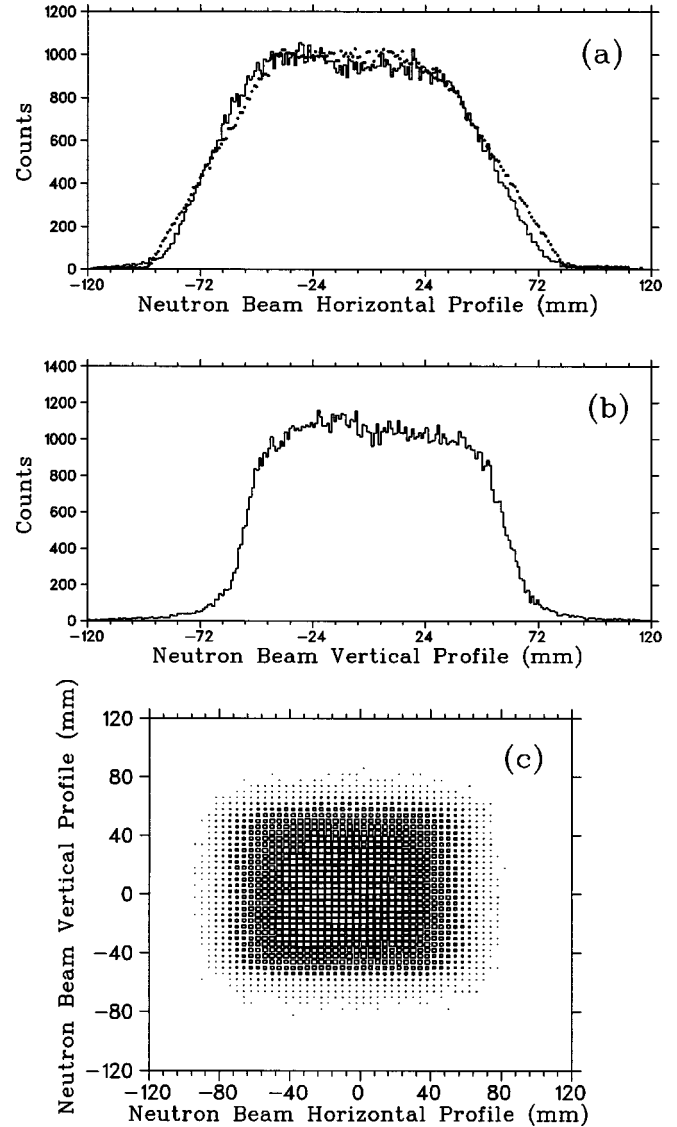 1200
1000
800
600
400
200
0
Counts
(a)
−120 −72 −24 24 72 120
Neutron Beam Horizontal Profile (mm)
1400
1200
1000
800
600
400
200
0
Counts
(b)
−120 −72 −24 24 72 120
Neutron Beam Vertical Profile (mm)
120
80
40
0
−40
−80
−120
Neutron Beam Vertical Profile (mm)
(c)
−120 −80 −40 0 40 80 120
Neutron Beam Horizontal Profile (mm)